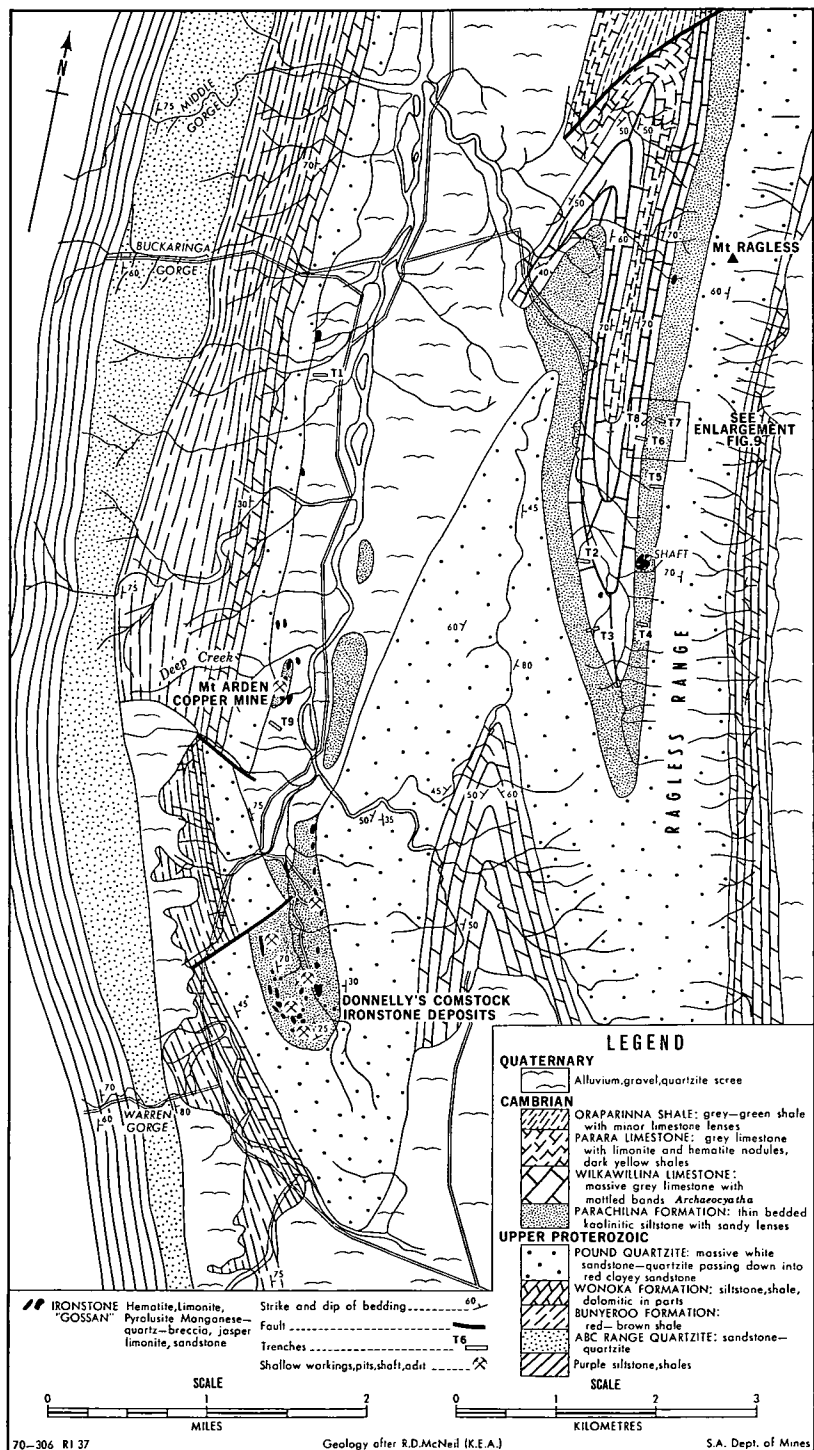 N
75
MIDDLE
GORGE
70
50
50
50
60
70
Mt RAGLESS
BUCKARINGA
GORGE
60
40
60
70
70
T1
T8
T7
T6
SEE
ENLARGEMENT
FIG.9
T5
30
45
T2
SHAFT
70
75
60
T3
T4
80
Deep Creek
Mt ARDEN
COPPER MINE
T9
RAGLESS RANGE
75
50
35
45
50
60
50
70
30
DONNELLY'S COMSTOCK
IRONSTONE DEPOSITS
45
25
70
60
80
WARREN
GORGE
75
LEGEND
QUATERNARY
Alluvium, gravel, quartzite scree
CAMBRIAN
ORAPARINNA SHALE: grey—green shale
with minor limestone lenses
PARARA LIMESTONE: grey limestone
with limonite and hematite nodules,
dark yellow shales
WILKAWILLINA LIMESTONE:
massive grey limestone with
mottled bands Archaeocyatha
PARACHILNA FORMATION: thin bedded
kaolinitic siltstone with sandy lenses
UPPER PROTEROZOIC
POUND QUARTZITE: massive white
sandstone—quartzite passing down into
red clayey sandstone
WONOKA FORMATION: siltstone, shale,
dolomitic in parts
BUNYEROO FORMATION:
red—brown shale
ABC RANGE QUARTZITE: sandstone—
quartzite
Purple siltstone, shales
IRONSTONE
"GOSSAN"
Hematite, Limonite,
Pyrolusite Manganese—
quartz—breccia, jasper
limonite, sandstone
Strike and dip of bedding 60
Fault
Trenches T6
Shallow workings, pits, shaft, adit
SCALE
0 1 2
MILES
SCALE
0 1 2 3
KILOMETRES
70—306 RI 37
Geology after R.D.McNeil (K.E.A.)
S.A. Dept. of Mines